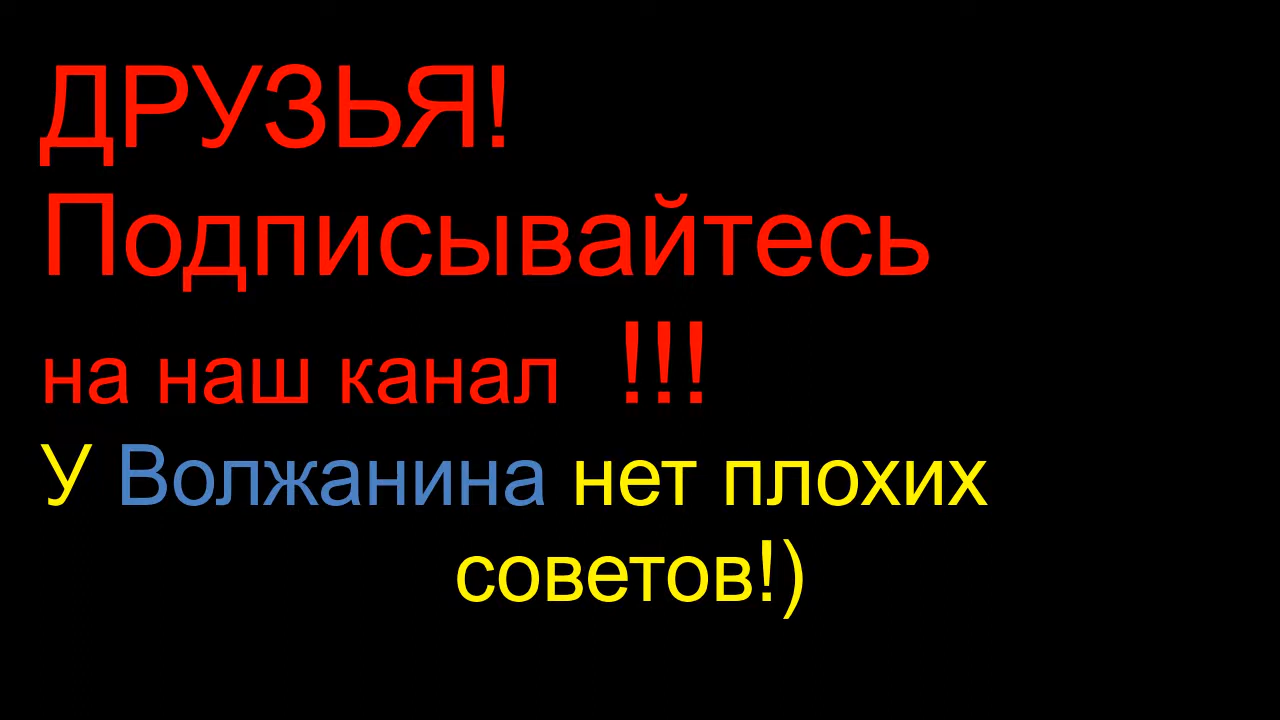 ДРУЗЬЯ!
Подписывайтесь
на наш канал !!!
У Волжанина нет плохих
советов!)